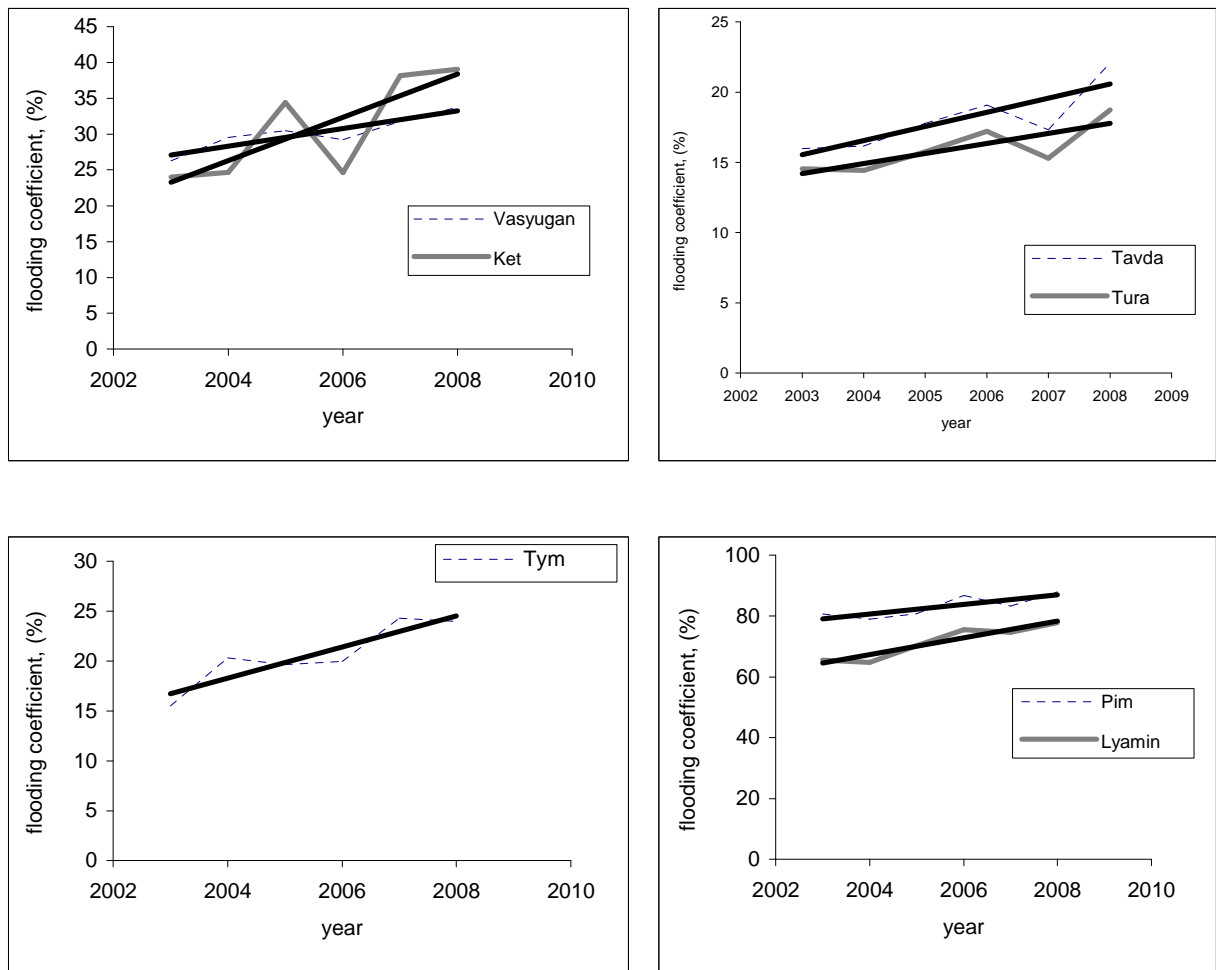 flooding coefficient, (%)
45
40
35
30
25
20
15
10
5
0
2002 2004 2006 2008 2010
year
Vasyugan
Ket
flooding coefficient, (%)
25
20
15
10
5
0
2002 2003 2004 2005 2006 2007 2008 2009
year
Tavda
Tura
flooding coefficient, (%)
30
25
20
15
10
5
0
2002 2004 2006 2008 2010
year
Tym
flooding coefficient, (%)
100
80
60
40
20
0
2002 2004 2006 2008 2010
year
Pim
Lyamin